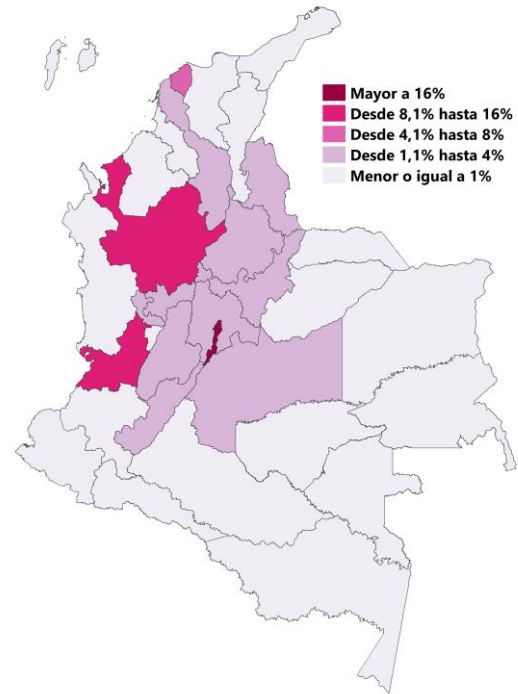 Mayor a 16%
Desde 8,1% hasta 16%
Desde 4,1% hasta 8%
Desde 1,1% hasta 4%
Menor o igual a 1%